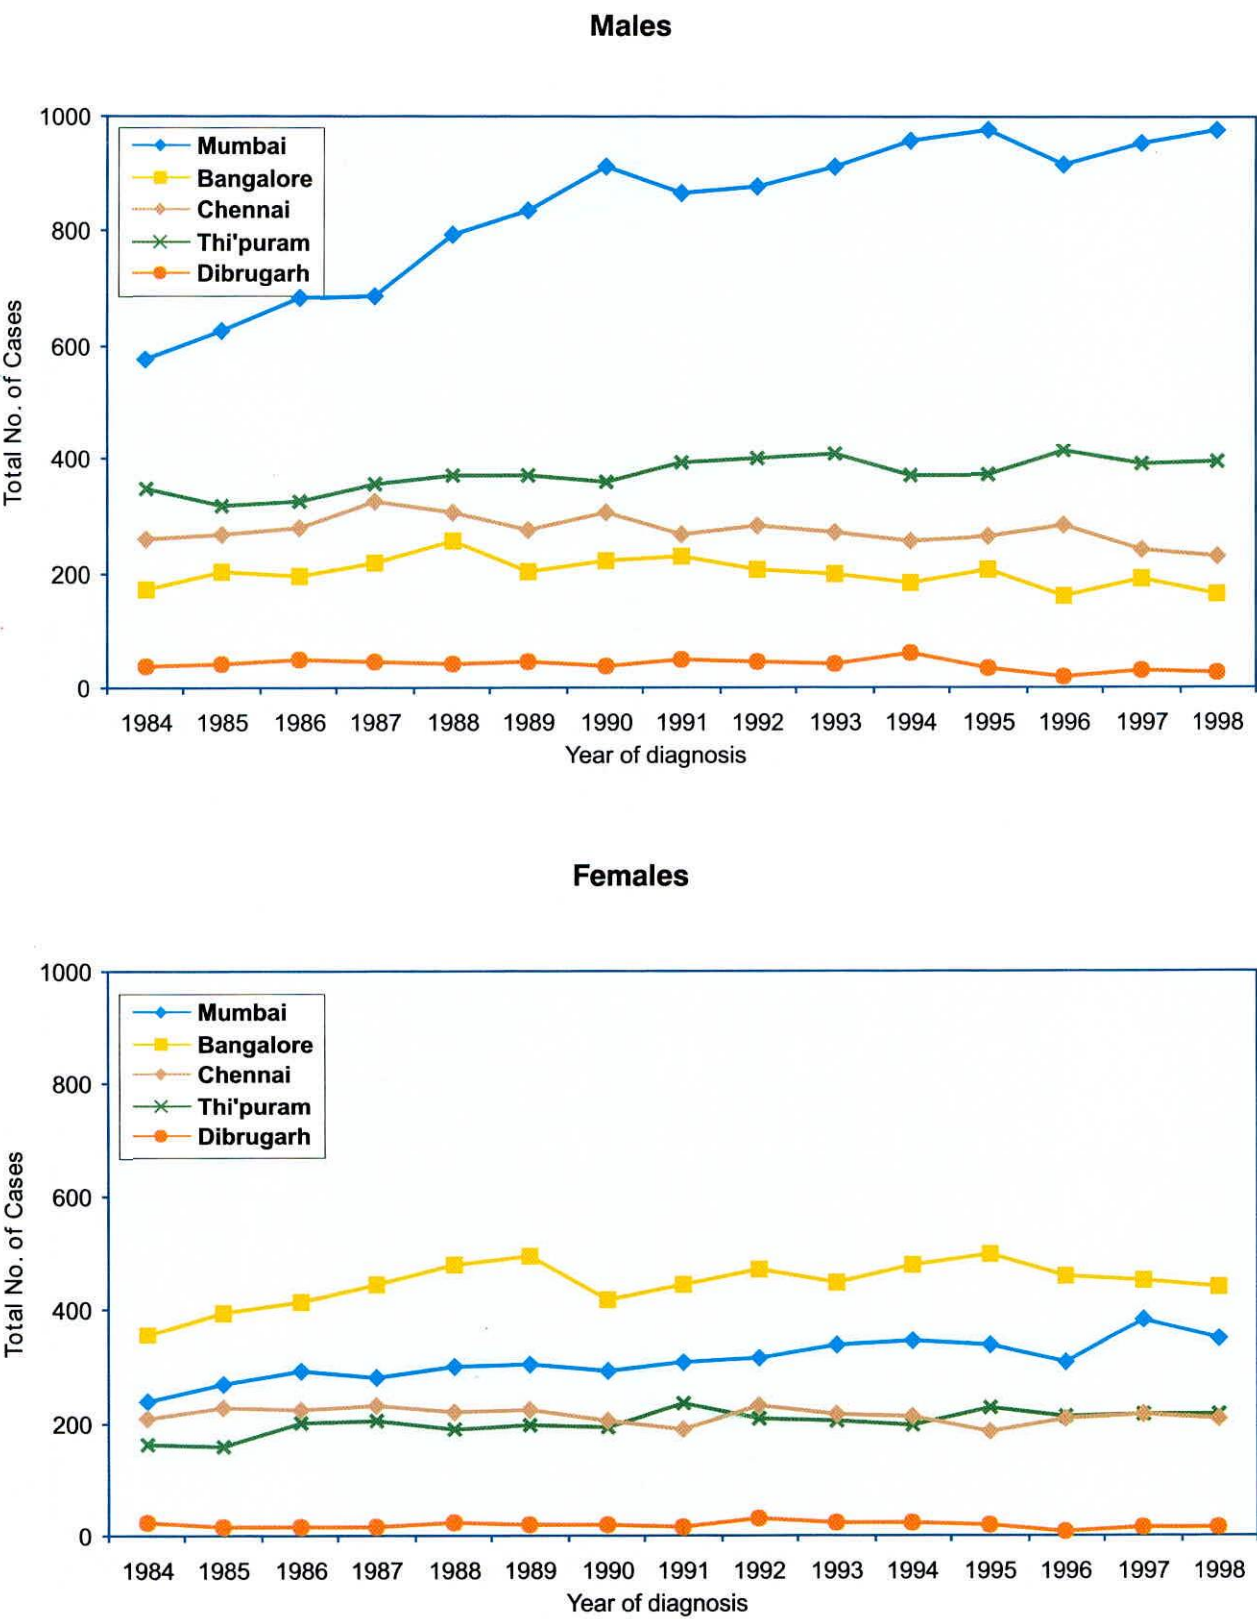 Males
1000
800
600
400
200
0
Total No. of Cases
Mumbai
Bangalore
Chennai
Thi'puram
Dibrugarh
1984 1985 1986 1987 1988 1989 1990 1991 1992 1993 1994 1995 1996 1997 1998
Year of diagnosis
Females
1000
800
600
400
200
0
Total No. of Cases
Mumbai
Bangalore
Chennai
Thi'puram
Dibrugarh
1984 1985 1986 1987 1988 1989 1990 1991 1992 1993 1994 1995 1996 1997 1998
Year of diagnosis